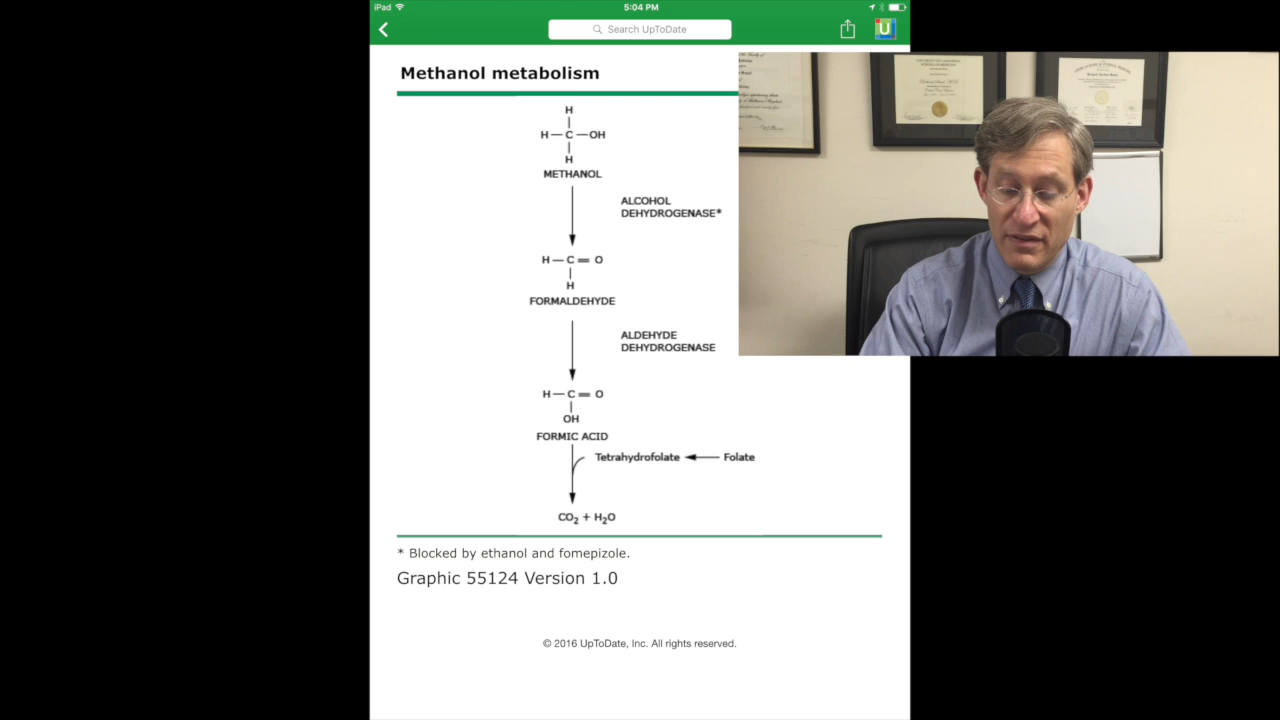 iPad
5:04 PM
Search UpToDate
U
Methanol metabolism
H
H—C—OH
H
METHANOL
ALCOHOL
DEHYDROGENASE*
H—C=O
H
FORMALDEHYDE
ALDEHYDE
DEHYDROGENASE
H—C=O
OH
FORMIC ACID
Tetrahydrofolate
Folate
CO₂ + H₂O
* Blocked by ethanol and fomepizole.
Graphic 55124 Version 1.0
© 2016 UpToDate, Inc. All rights reserved.